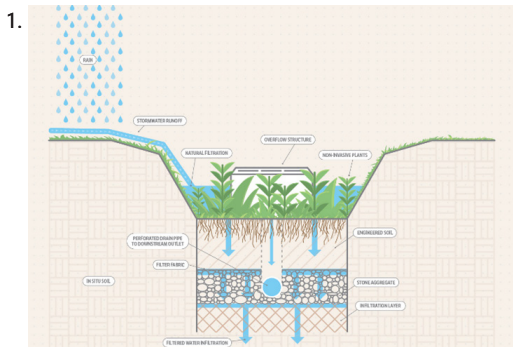 1.
RAIN
STORMWATER RUNOFF
OVERFLOW STRUCTURE
NATURAL FILTRATION
NON-INVASIVE PLANTS
PERFORATED DRAIN PIPE
TO DOWNSTREAM OUTLET
ENGINEERED SOIL
FILTER FABRIC
IN SITU SOIL
STONE AGGREGATE
INFILTRATION LAYER
FILTERED WATER INFILTRATION